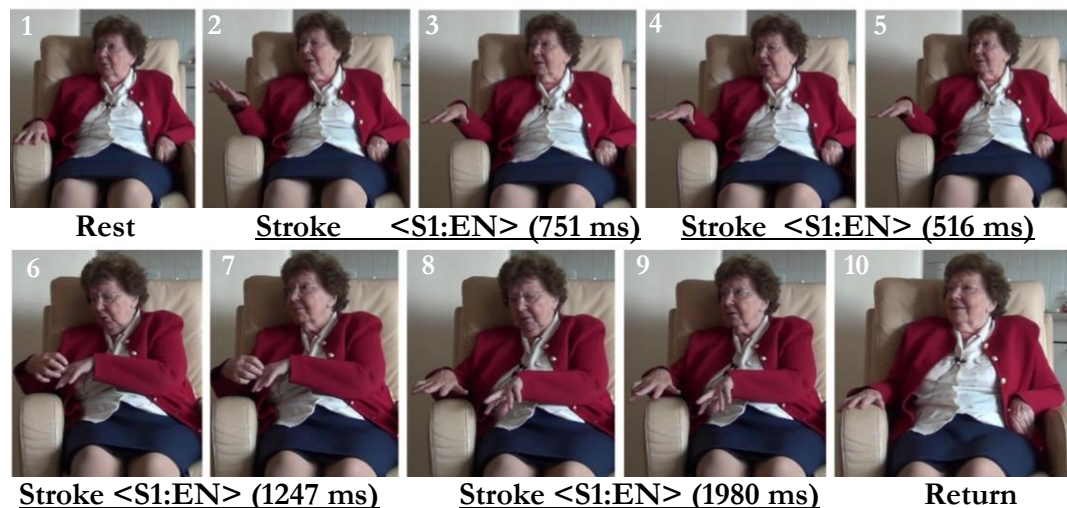 1 2 3 4 5
Rest Stroke <S1:EN> (751 ms) Stroke <S1:EN> (516 ms)
6 7 8 9 10
Stroke <S1:EN> (1247 ms) Stroke <S1:EN> (1980 ms) Return